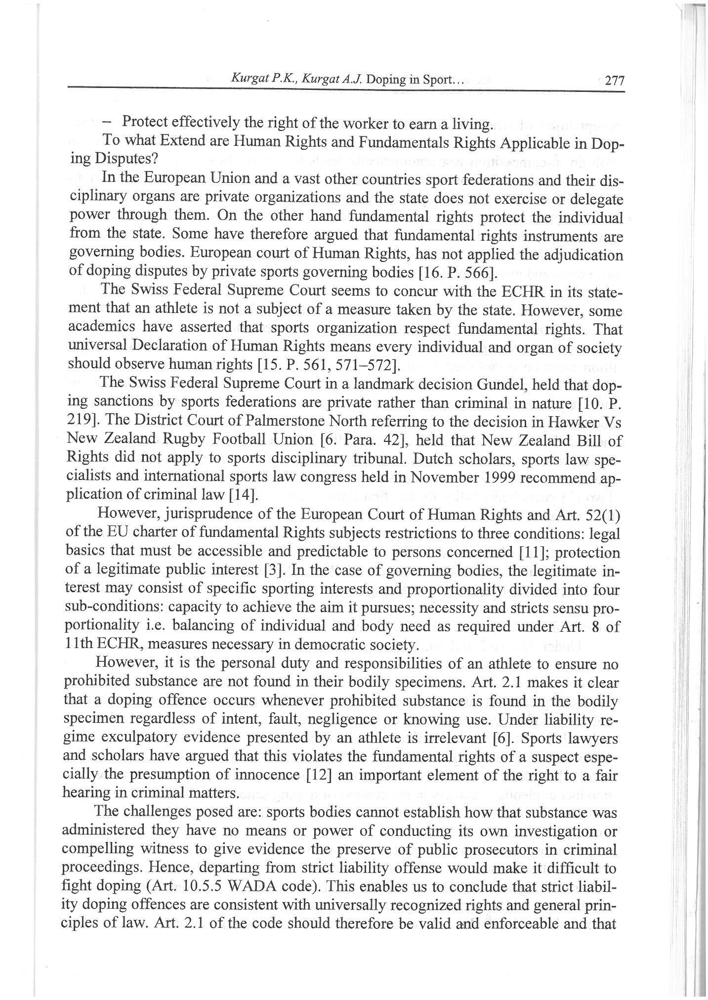 Kurgat P.K., Kurgat A.J. Doping in Sport... 277
– Protect effectively the right of the worker to earn a living.
To what Extend are Human Rights and Fundamentals Rights Applicable in Dop-
ing Disputes?
In the European Union and a vast other countries sport federations and their dis-
ciplinary organs are private organizations and the state does not exercise or delegate
power through them. On the other hand fundamental rights protect the individual
from the state. Some have therefore argued that fundamental rights instruments are
governing bodies. European court of Human Rights, has not applied the adjudication
of doping disputes by private sports governing bodies [16. P. 566].
The Swiss Federal Supreme Court seems to concur with the ECHR in its state-
ment that an athlete is not a subject of a measure taken by the state. However, some
academics have asserted that sports organization respect fundamental rights. That
universal Declaration of Human Rights means every individual and organ of society
should observe human rights [15. P. 561, 571–572].
The Swiss Federal Supreme Court in a landmark decision Gundel, held that dop-
ing sanctions by sports federations are private rather than criminal in nature [10. P.
219]. The District Court of Palmerstone North referring to the decision in Hawker Vs
New Zealand Rugby Football Union [6. Para. 42], held that New Zealand Bill of
Rights did not apply to sports disciplinary tribunal. Dutch scholars, sports law spe-
cialists and international sports law congress held in November 1999 recommend ap-
plication of criminal law [14].
However, jurisprudence of the European Court of Human Rights and Art. 52(1)
of the EU charter of fundamental Rights subjects restrictions to three conditions: legal
basics that must be accessible and predictable to persons concerned [11]; protection
of a legitimate public interest [3]. In the case of governing bodies, the legitimate in-
terest may consist of specific sporting interests and proportionality divided into four
sub-conditions: capacity to achieve the aim it pursues; necessity and stricts sensu pro-
portionality i.e. balancing of individual and body need as required under Art. 8 of
11th ECHR, measures necessary in democratic society.
However, it is the personal duty and responsibilities of an athlete to ensure no
prohibited substance are not found in their bodily specimens. Art. 2.1 makes it clear
that a doping offence occurs whenever prohibited substance is found in the bodily
specimen regardless of intent, fault, negligence or knowing use. Under liability re-
gime exculpatory evidence presented by an athlete is irrelevant [6]. Sports lawyers
and scholars have argued that this violates the fundamental rights of a suspect espe-
cially the presumption of innocence [12] an important element of the right to a fair
hearing in criminal matters.
The challenges posed are: sports bodies cannot establish how that substance was
administered they have no means or power of conducting its own investigation or
compelling witness to give evidence the preserve of public prosecutors in criminal
proceedings. Hence, departing from strict liability offense would make it difficult to
fight doping (Art. 10.5.5 WADA code). This enables us to conclude that strict liabil-
ity doping offences are consistent with universally recognized rights and general prin-
ciples of law. Art. 2.1 of the code should therefore be valid and enforceable and that